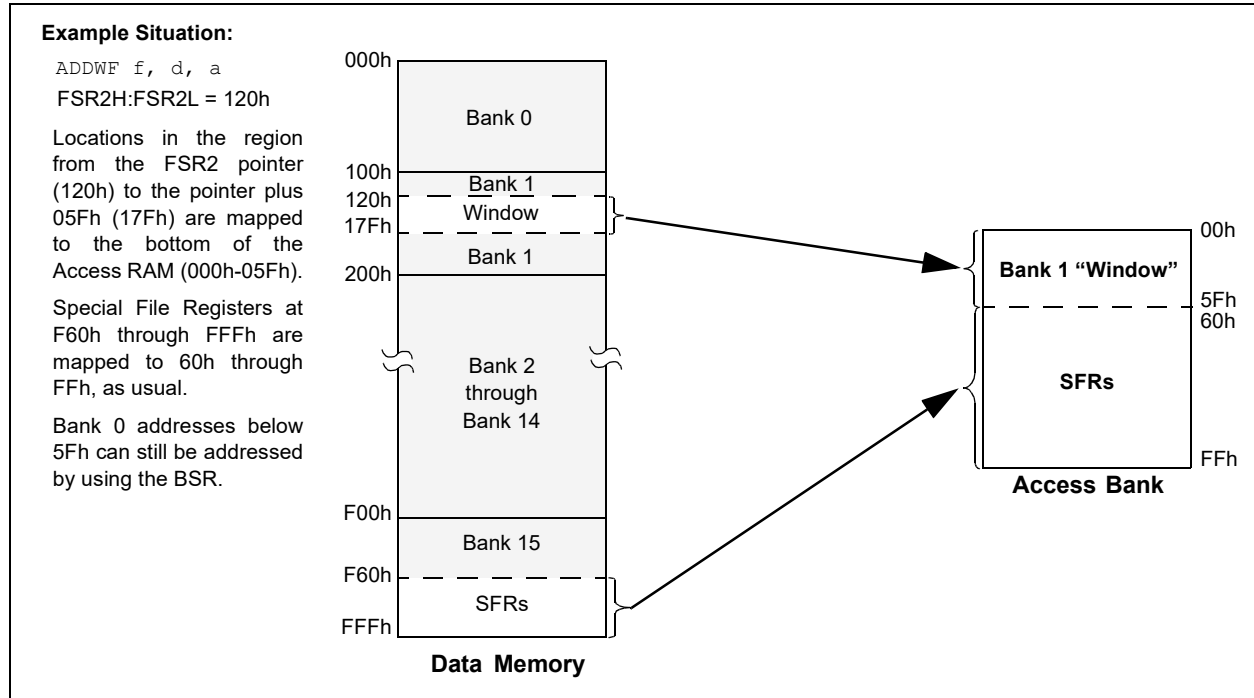 Example Situation:
ADDWF f, d, a
FSR2H:FSR2L = 120h
Locations in the region
from the FSR2 pointer
(120h) to the pointer plus
05Fh (17Fh) are mapped
to the bottom of the
Access RAM (000h-05Fh).
Special File Registers at
F60h through FFFh are
mapped to 60h through
FFh, as usual.
Bank 0 addresses below
5Fh can still be addressed
by using the BSR.
000h
Bank 0
100h
Bank 1
120h
Window
17Fh
Bank 1
200h
Bank 2
through
Bank 14
F00h
Bank 15
F60h
SFRs
FFFh
Data Memory
00h
Bank 1 “Window”
5Fh
60h
SFRs
FFh
Access Bank